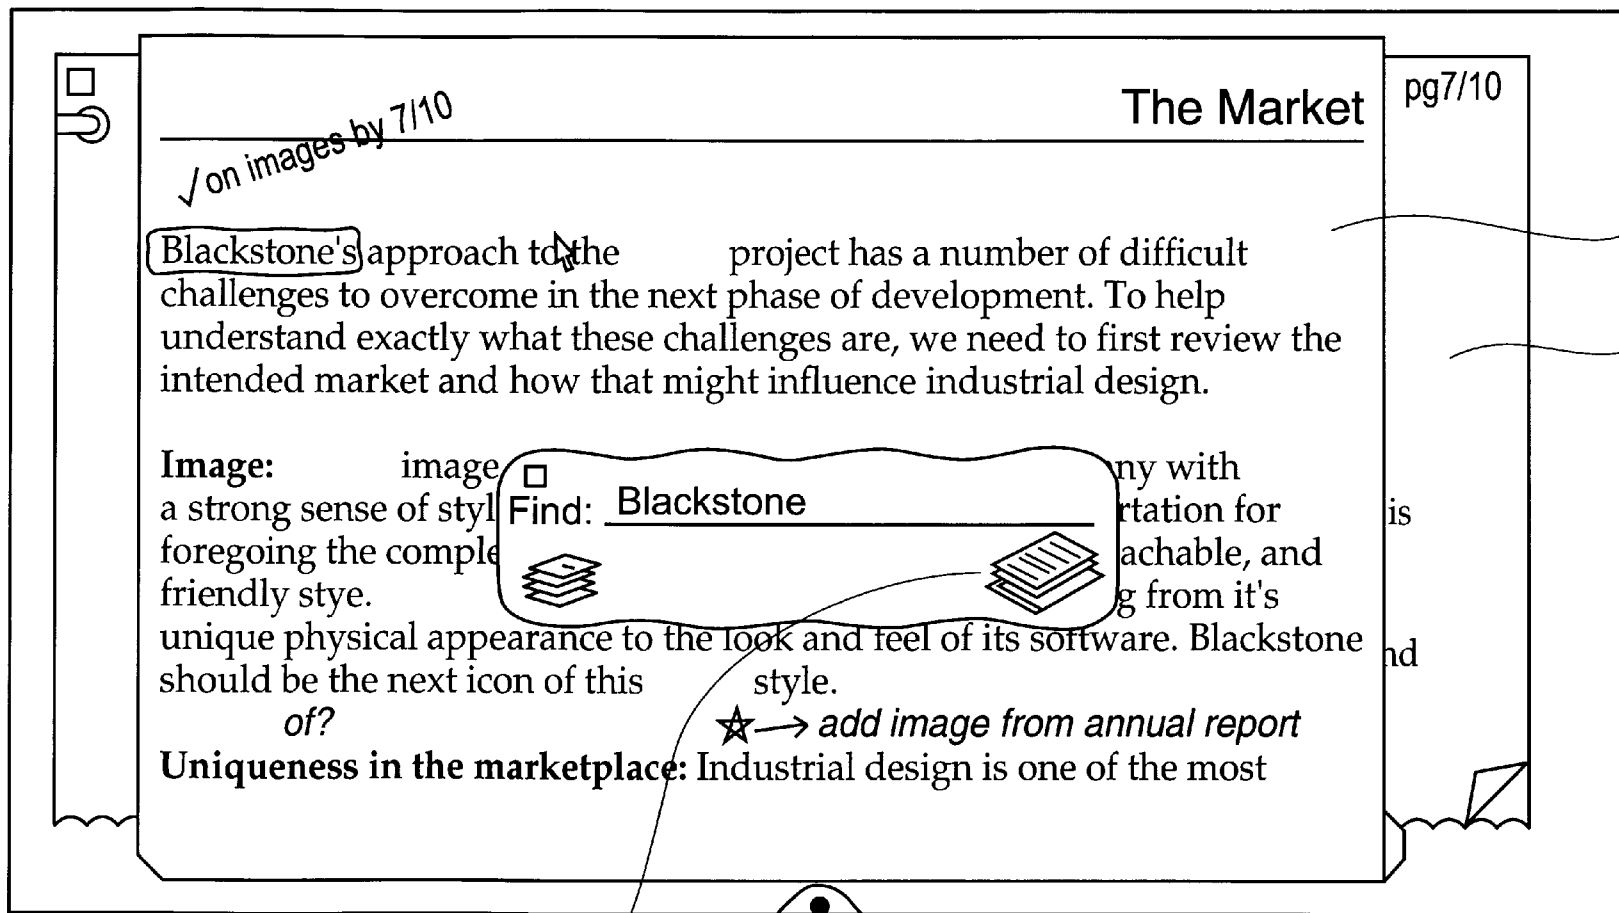 The Market
pg7/10
√on images by 7/10
Blackstone's approach to the project has a number of difficult
challenges to overcome in the next phase of development. To help
understand exactly what these challenges are, we need to first review the
intended market and how that might influence industrial design.
Image: image ny with
a strong sense of styl rtation for is
foregoing the comple achable, and
friendly stye. g from it's
Find: Blackstone
unique physical appearance to the look and feel of its software. Blackstone nd
should be the next icon of this style.
of? ☆→ add image from annual report
Uniqueness in the marketplace: Industrial design is one of the most